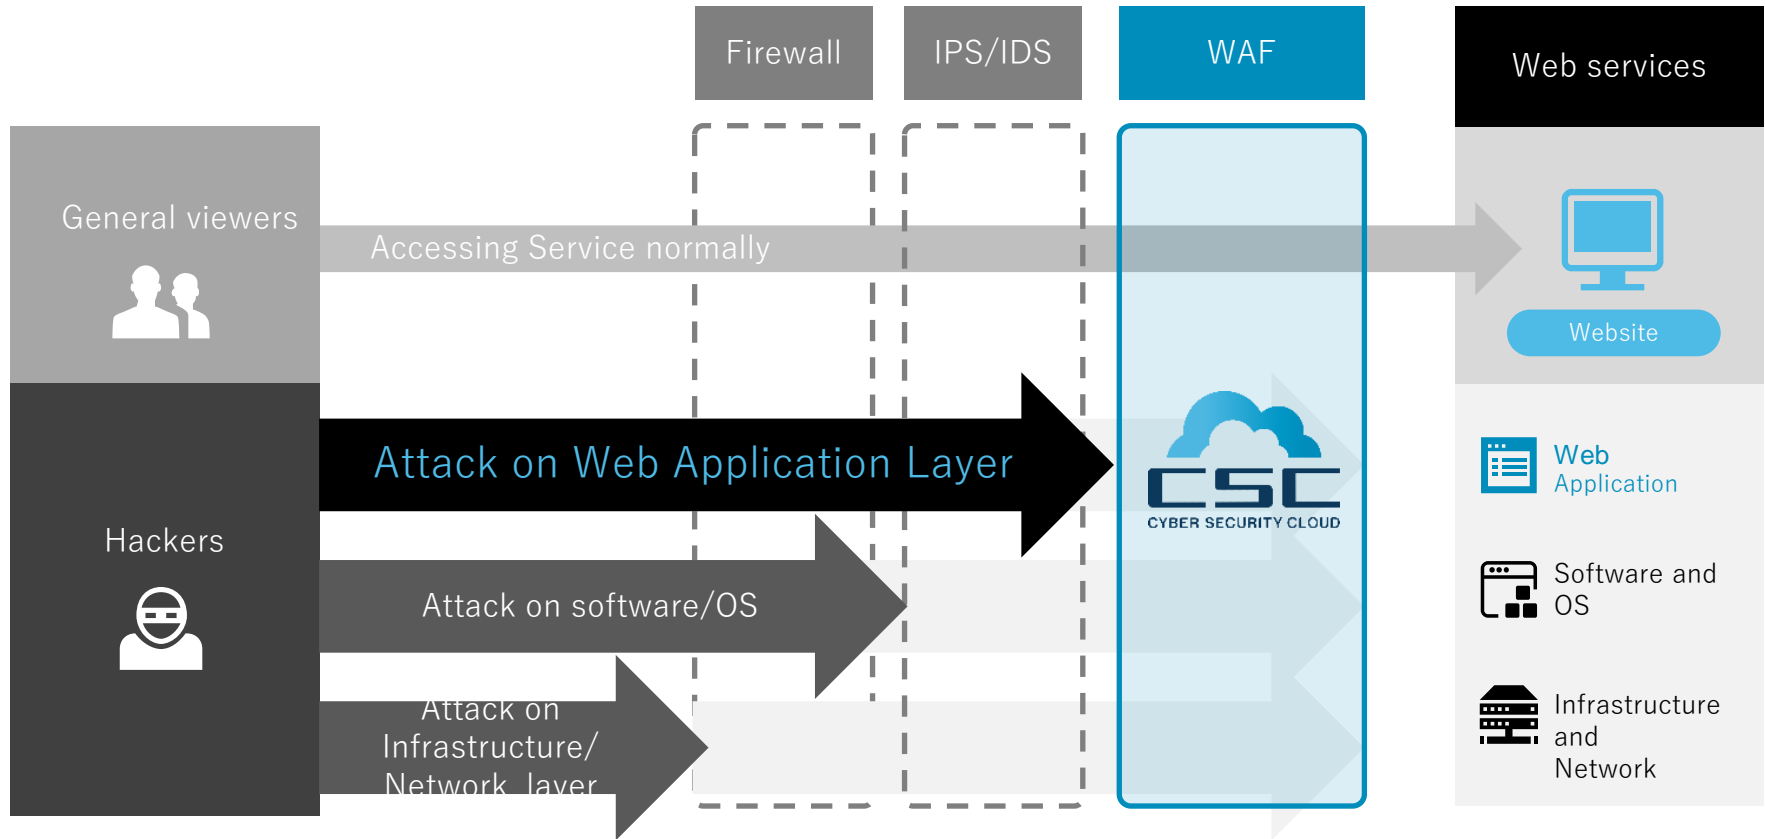 Firewall
IPS/IDS
WAF
Web services
General viewers
Accessing Service normally
Website
Attack on Web Application Layer
CSC
CYBER SECURITY CLOUD
Web
Application
Hackers
Attack on software/OS
Software and
OS
Attack on
Infrastructure/
Network layer
Infrastructure
and
Network